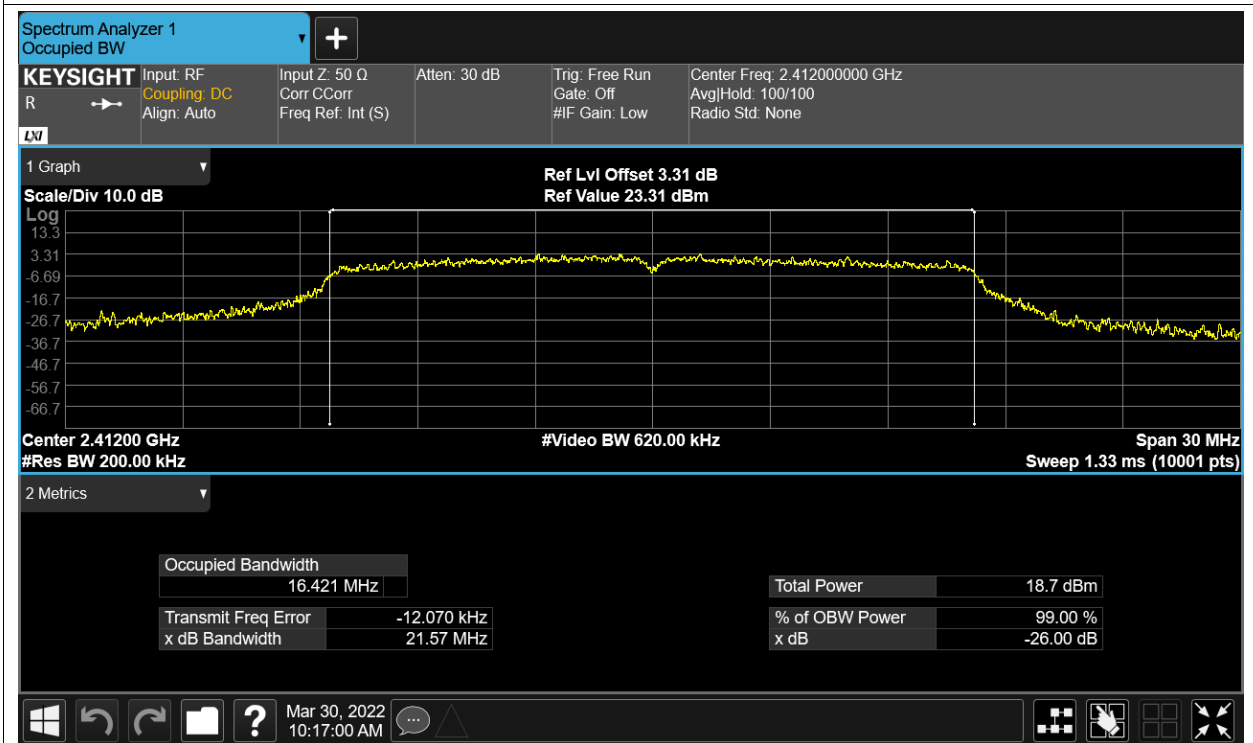 Spectrum Analyzer 1
Occupied BW
KEYSIGHT
R
LXI
Input: RF
Coupling: DC
Align: Auto
Input Z: 50 Ω
Corr CCorr
Freq Ref: Int (S)
Atten: 30 dB
Trig: Free Run
Gate: Off
#IF Gain: Low
Center Freq: 2.412000000 GHz
Avg|Hold: 100/100
Radio Std: None
1 Graph
Scale/Div 10.0 dB
Ref Lvl Offset 3.31 dB
Ref Value 23.31 dBm
Log
13.3
3.31
-6.69
-16.7
-26.7
-36.7
-46.7
-56.7
-66.7
Center 2.41200 GHz
#Video BW 620.00 kHz
Span 30 MHz
#Res BW 200.00 kHz
Sweep 1.33 ms (10001 pts)
2 Metrics
Occupied Bandwidth
16.421 MHz
Transmit Freq Error -12.070 kHz
x dB Bandwidth 21.57 MHz
Total Power 18.7 dBm
% of OBW Power 99.00 %
x dB -26.00 dB
?
Mar 30, 2022
10:17:00 AM